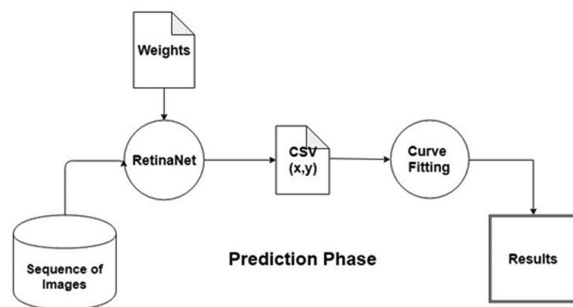 Weights
RetinaNet
CSV
(x,y)
Curve
Fitting
Sequence of
Images
Prediction Phase
Results